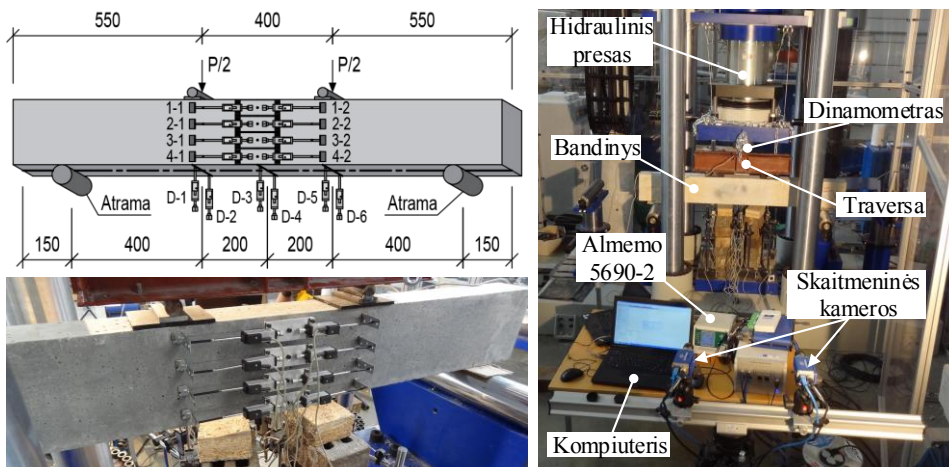 550 400 550
P/2 P/2
1-1 1-2
2-1 2-2
3-1 3-2
4-1 4-2
Atrama D-1 D-2 D-3 D-4 D-5 D-6 Atrama
150 400 200 200 400 150
Hidraulinis
presas
Dinamometras
Bandinys
Traversa
Almemo
5690-2
Skaitmeninės
kameros
Kompiuteris